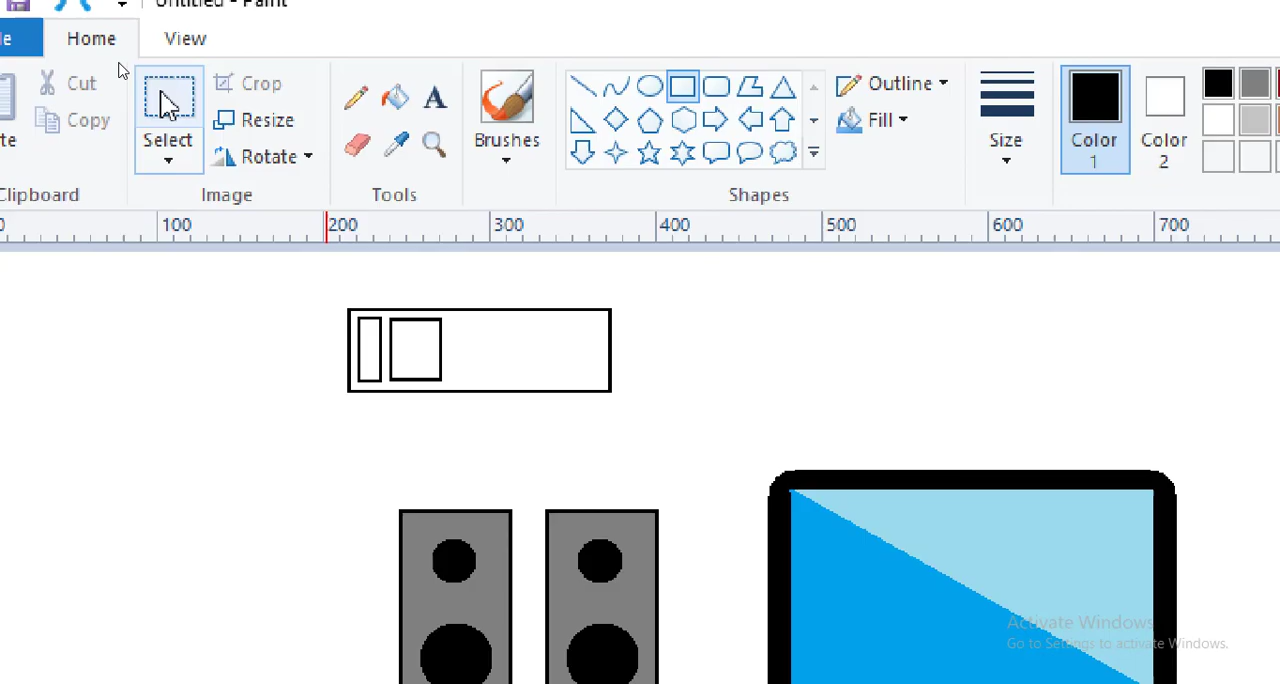 Untitled - Paint
Home View
Cut
Copy
Select
Crop
Resize
Rotate
Brushes
Outline
Fill
Size
Color 1
Color 2
Clipboard
Image
Tools
Shapes
100 200 300 400 500 600 700
Activate Windows
Go to Settings to activate Windows.